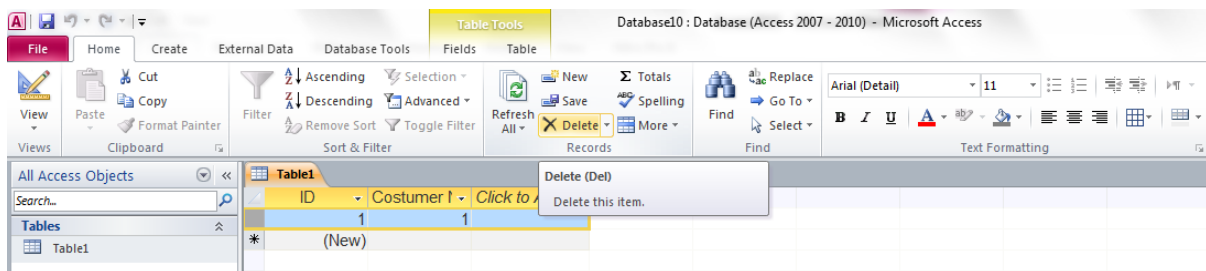 A
Table Tools
Database10 : Database (Access 2007 - 2010) - Microsoft Access
File Home Create External Data Database Tools Fields Table
View
Views
Paste
Cut
Copy
Format Painter
Clipboard
Filter
Ascending
Descending
Remove Sort
Selection
Advanced
Toggle Filter
Sort & Filter
Refresh
All
New
Save
Delete
Totals
Spelling
More
Records
Find
Replace
Go To
Select
Find
Arial (Detail) 11
B I U A
Text Formatting
All Access Objects
Search...
Tables
Table1
Table1
ID Costumer Click to
1 1
(New)
Delete (Del)
Delete this item.